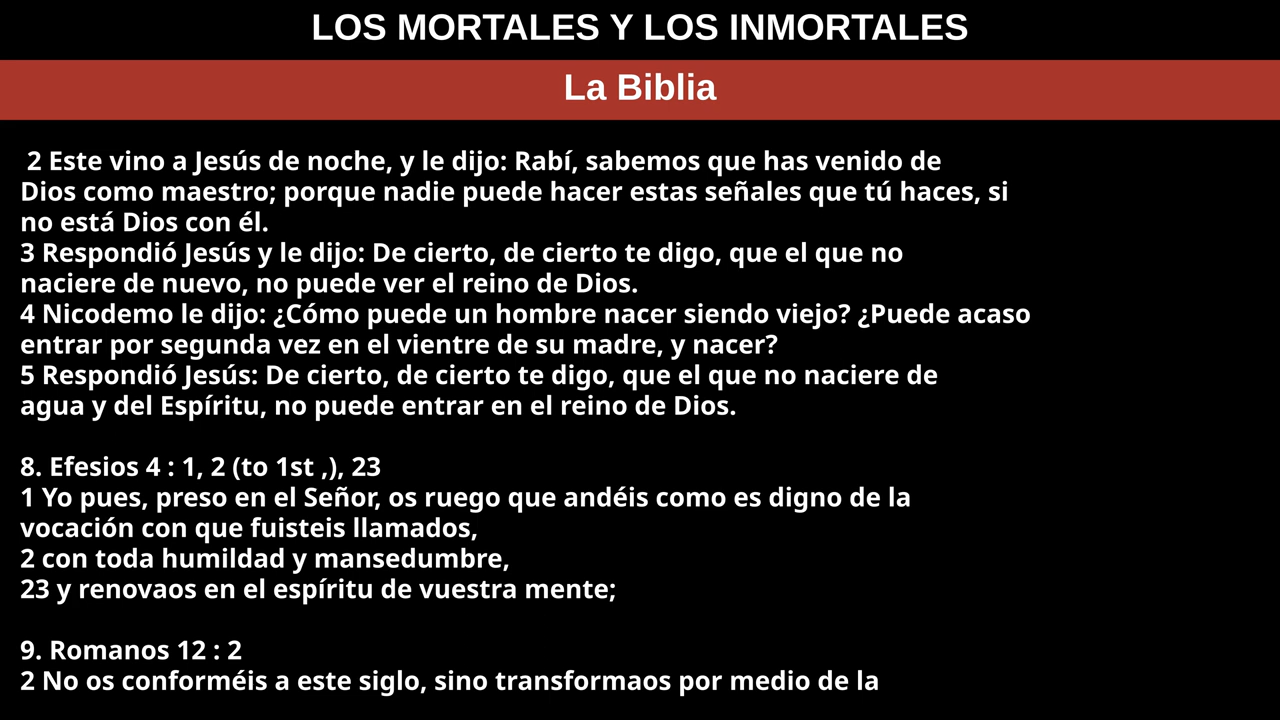 LOS MORTALES Y LOS INMORTALES
La Biblia
2 Este vino a Jesús de noche, y le dijo: Rabí, sabemos que has venido de
Dios como maestro; porque nadie puede hacer estas señales que tú haces, si
no está Dios con él.
3 Respondió Jesús y le dijo: De cierto, de cierto te digo, que el que no
naciere de nuevo, no puede ver el reino de Dios.
4 Nicodemo le dijo: ¿Cómo puede un hombre nacer siendo viejo? ¿Puede acaso
entrar por segunda vez en el vientre de su madre, y nacer?
5 Respondió Jesús: De cierto, de cierto te digo, que el que no naciere de
agua y del Espíritu, no puede entrar en el reino de Dios.
8. Efesios 4 : 1, 2 (to 1st ,), 23
1 Yo pues, preso en el Señor, os ruego que andéis como es digno de la
vocación con que fuisteis llamados,
2 con toda humildad y mansedumbre,
23 y renovaos en el espíritu de vuestra mente;
9. Romanos 12 : 2
2 No os conforméis a este siglo, sino transformaos por medio de la